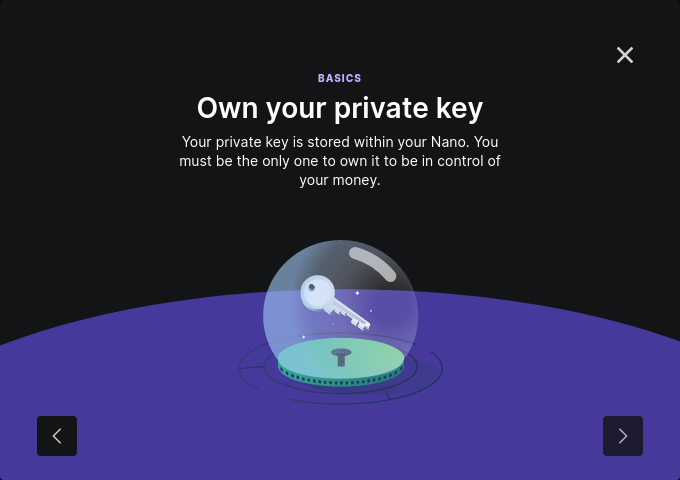 BASICS
Own your private key
Your private key is stored within your Nano. You
must be the only one to own it to be in control of
your money.